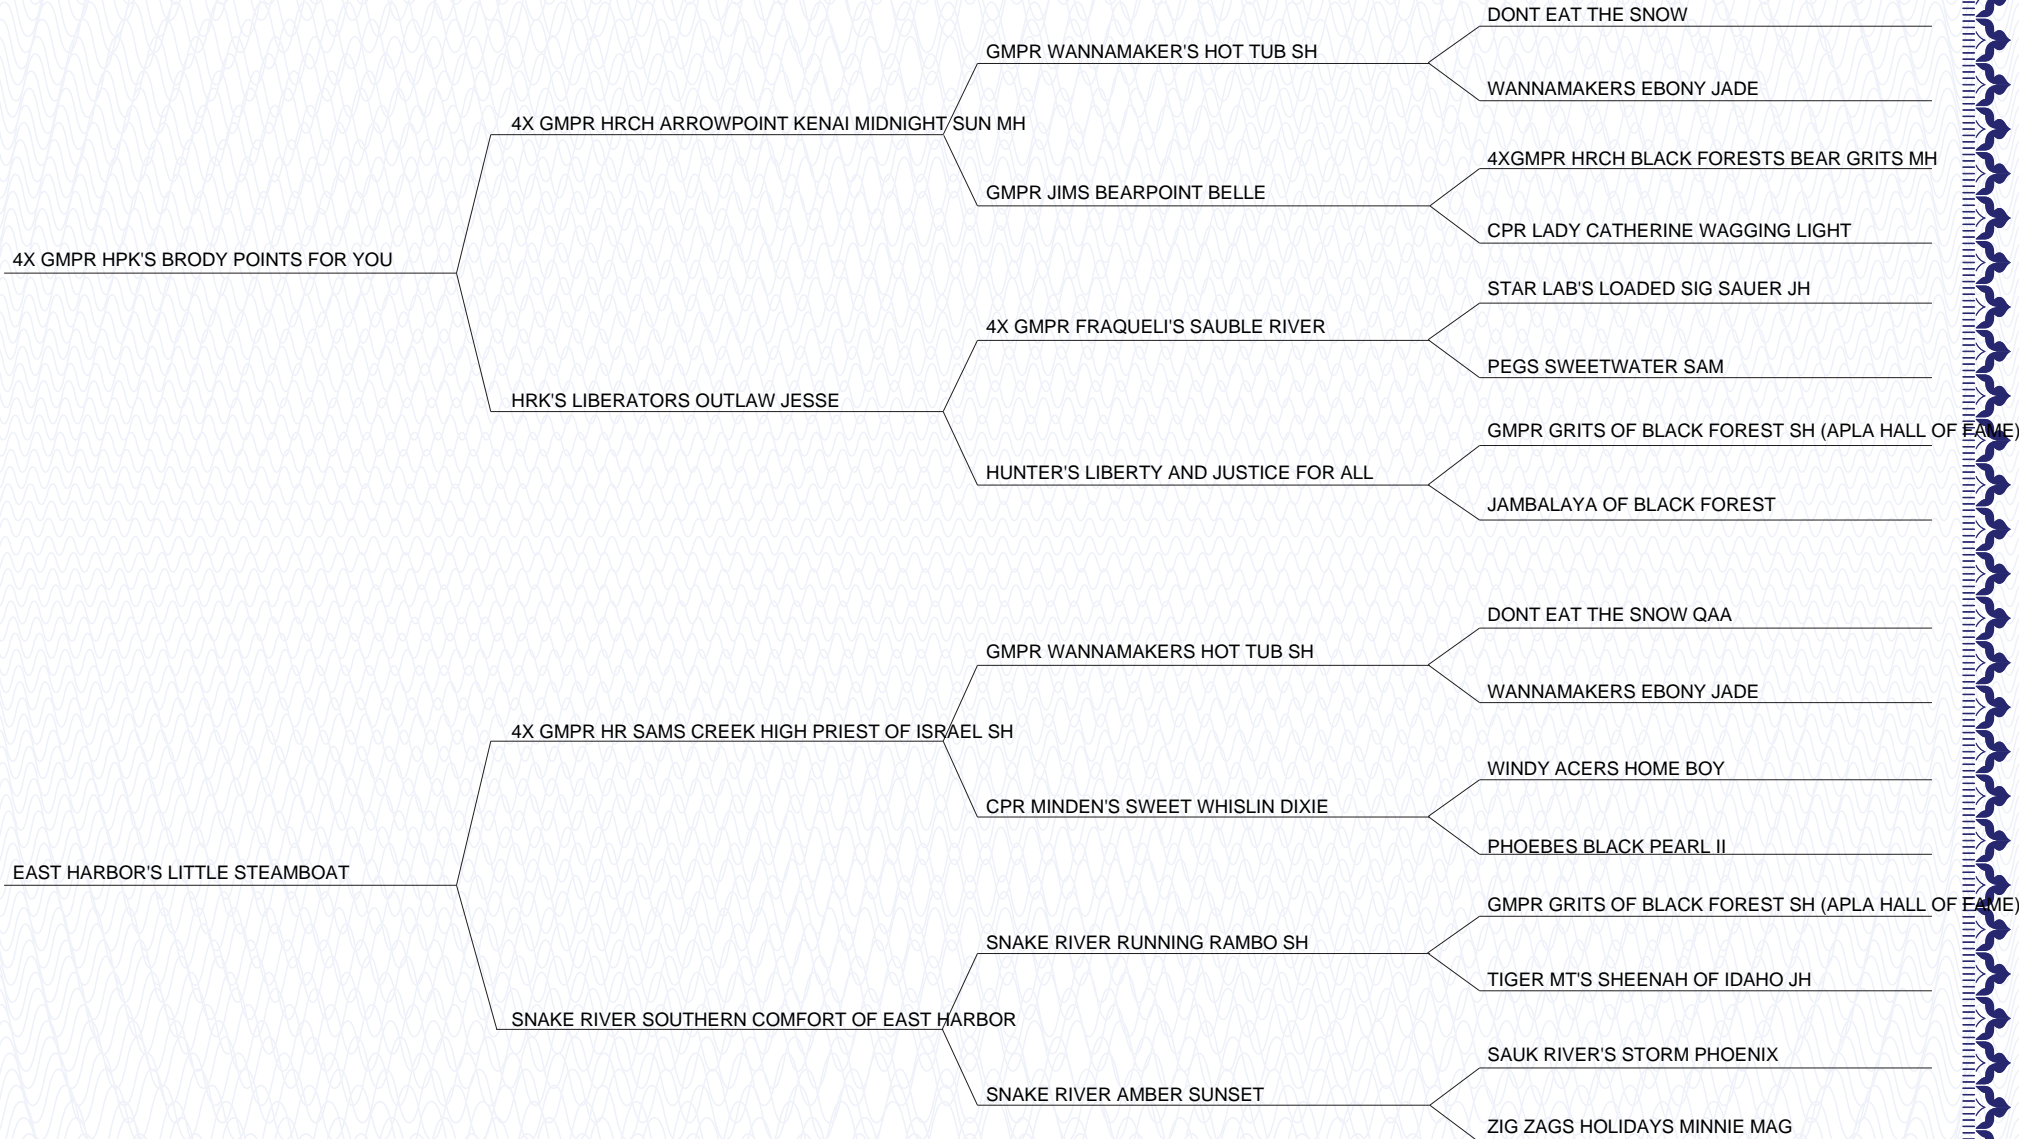 DONT EAT THE SNOW
GMPR WANNAMAKER'S HOT TUB SH
WANNAMAKERS EBONY JADE
4X GMPR HRCH ARROWPOINT KENAI MIDNIGHT SUN MH
4XGMPR HRCH BLACK FORESTS BEAR GRITS MH
GMPR JIMS BEARPOINT BELLE
CPR LADY CATHERINE WAGGING LIGHT
4X GMPR HPK'S BRODY POINTS FOR YOU
STAR LAB'S LOADED SIG SAUER JH
4X GMPR FRAQUELI'S SAUBLE RIVER
PEGS SWEETWATER SAM
HRK'S LIBERATORS OUTLAW JESSE
GMPR GRITS OF BLACK FOREST SH (APLA HALL OF FAME)
HUNTER'S LIBERTY AND JUSTICE FOR ALL
JAMBALAYA OF BLACK FOREST
DONT EAT THE SNOW QAA
GMPR WANNAMAKERS HOT TUB SH
WANNAMAKERS EBONY JADE
4X GMPR HR SAMS CREEK HIGH PRIEST OF ISRAEL SH
WINDY ACERS HOME BOY
CPR MINDEN'S SWEET WHISLIN DIXIE
PHOEBES BLACK PEARL II
EAST HARBOR'S LITTLE STEAMBOAT
GMPR GRITS OF BLACK FOREST SH (APLA HALL OF FAME)
SNAKE RIVER RUNNING RAMBO SH
TIGER MT'S SHEENAH OF IDAHO JH
SNAKE RIVER SOUTHERN COMFORT OF EAST HARBOR
SAUK RIVER'S STORM PHOENIX
SNAKE RIVER AMBER SUNSET
ZIG ZAGS HOLIDAYS MINNIE MAG